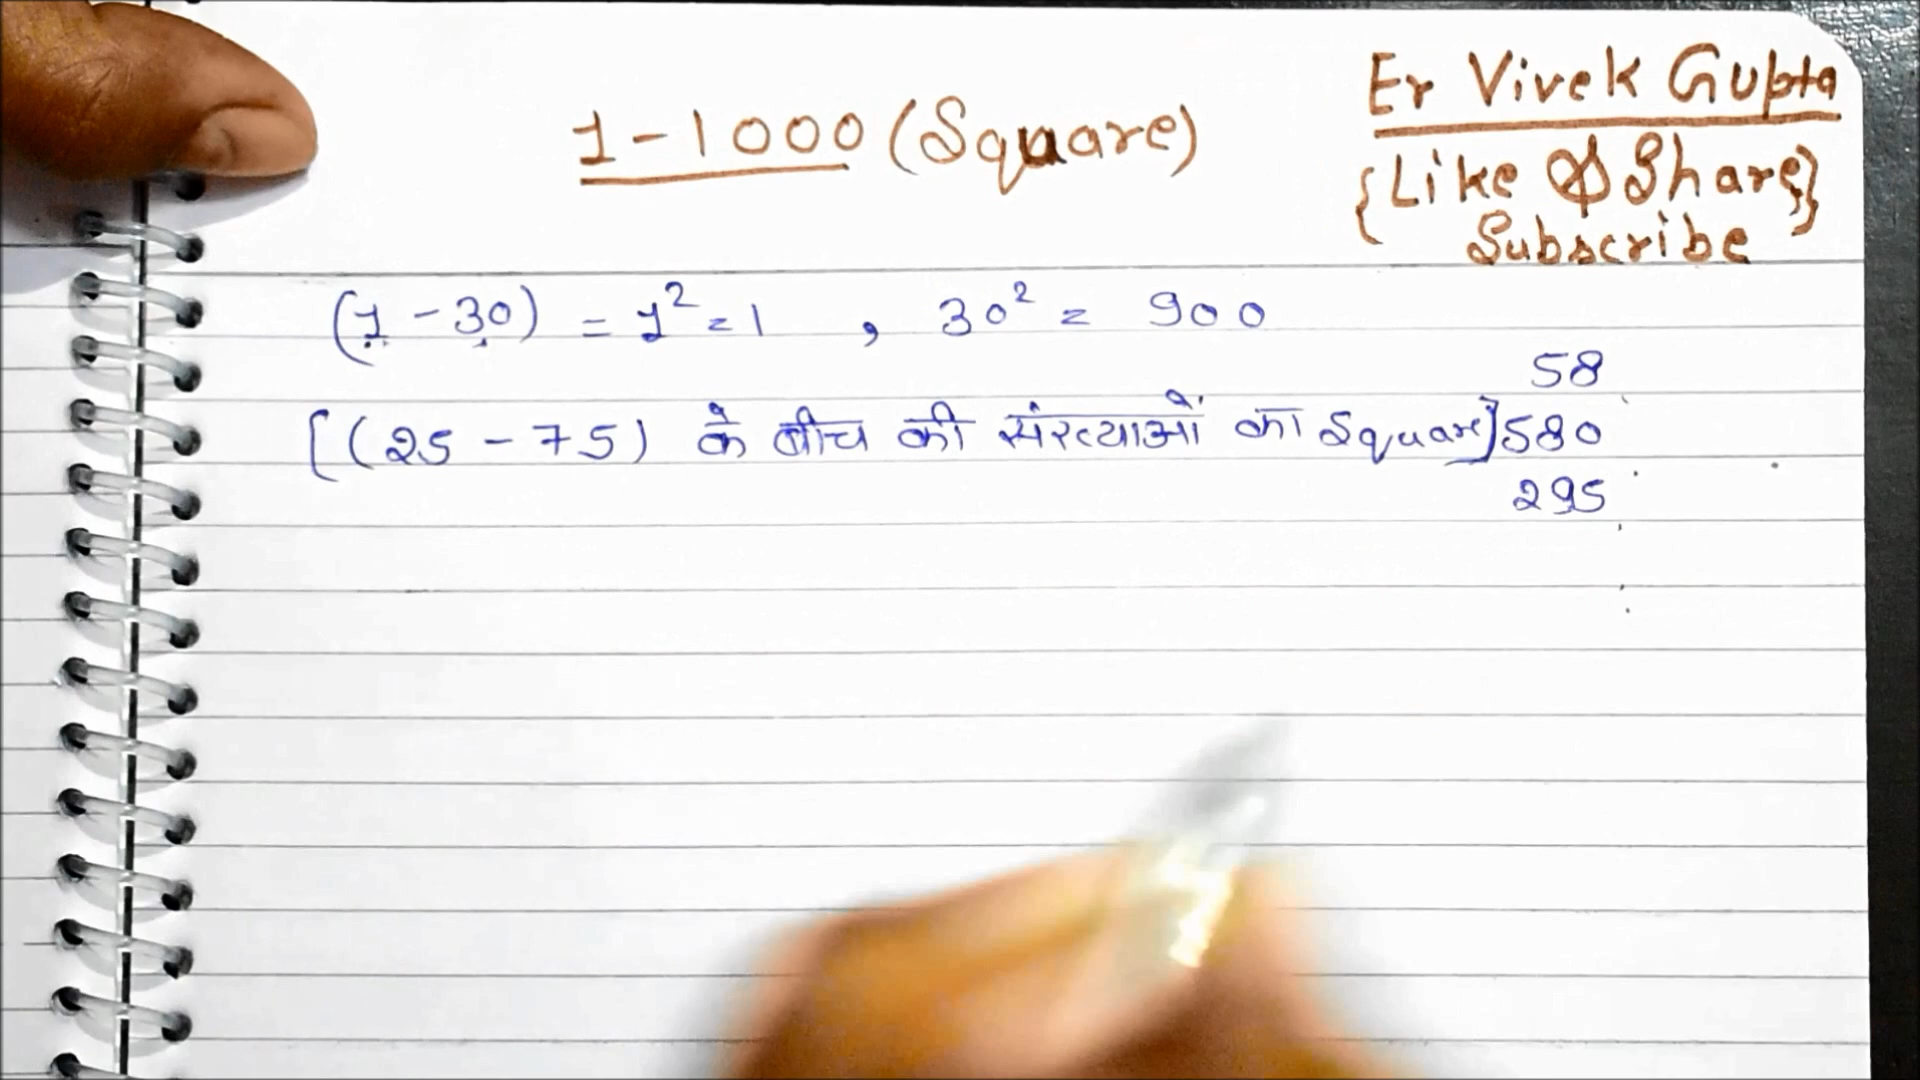 Er Vivek Gupta
1-1000 (Square)
{Like & Share}
Subscribe
(1-30) = 1² = 1 , 30² = 900
58
[(25-75) के बीच की संख्याओं का Square] 580
295